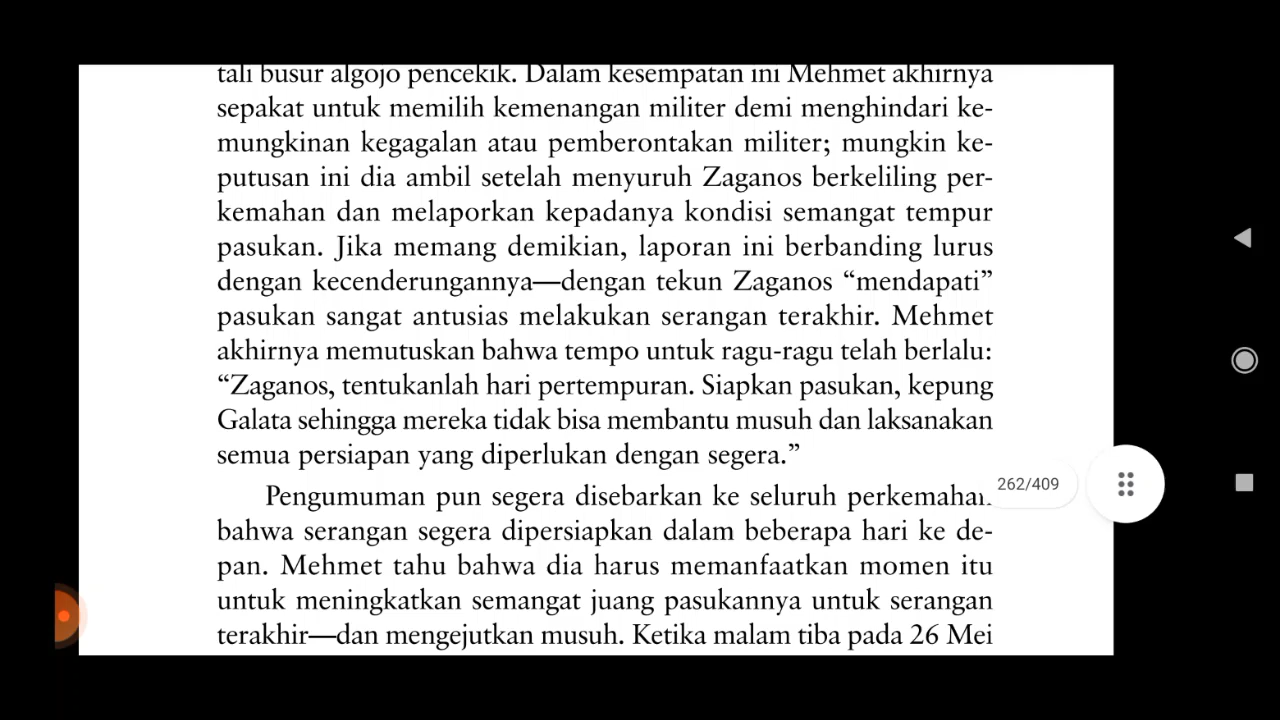 tali busur algojo pencekik. Dalam kesempatan ini Mehmet akhirnya
sepakat untuk memilih kemenangan militer demi menghindari ke-
mungkinan kegagalan atau pemberontakan militer; mungkin ke-
putusan ini dia ambil setelah menyuruh Zaganos berkeliling per-
kemahan dan melaporkan kepadanya kondisi semangat tempur
pasukan. Jika memang demikian, laporan ini berbanding lurus
dengan kecenderungannya—dengan tekun Zaganos “mendapati”
pasukan sangat antusias melakukan serangan terakhir. Mehmet
akhirnya memutuskan bahwa tempo untuk ragu-ragu telah berlalu:
“Zaganos, tentukanlah hari pertempuran. Siapkan pasukan, kepung
Galata sehingga mereka tidak bisa membantu musuh dan laksanakan
semua persiapan yang diperlukan dengan segera.”
262/409
Pengumuman pun segera disebarkan ke seluruh perkemahan
bahwa serangan segera dipersiapkan dalam beberapa hari ke de-
pan. Mehmet tahu bahwa dia harus memanfaatkan momen itu
untuk meningkatkan semangat juang pasukannya untuk serangan
terakhir—dan mengejutkan musuh. Ketika malam tiba pada 26 Mei